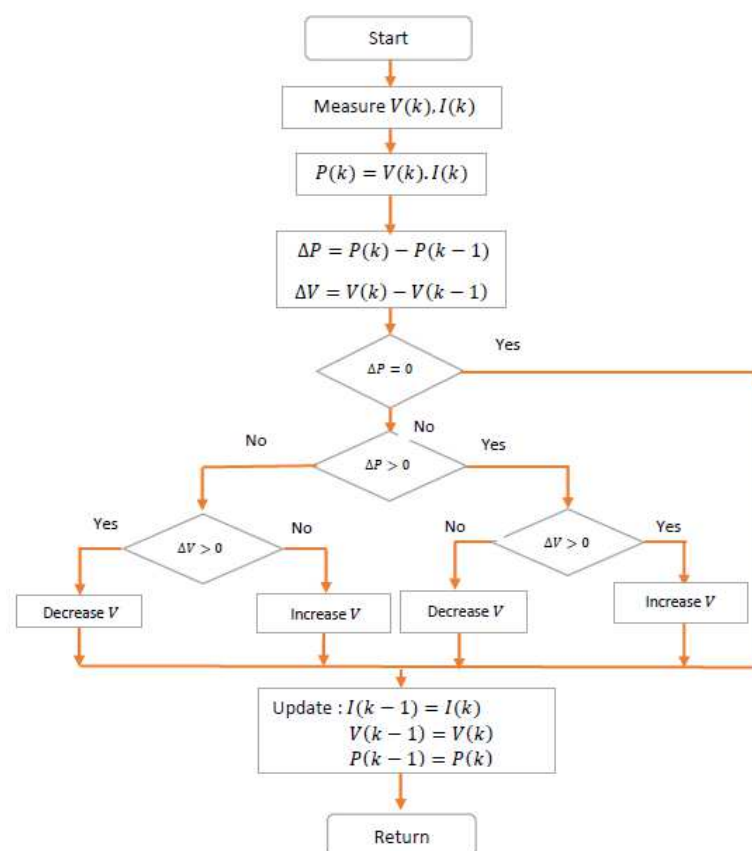 Start
Measure V(k), I(k)
P(k) = V(k). I(k)
ΔP = P(k) − P(k − 1)
ΔV = V(k) − V(k − 1)
Yes
ΔP = 0
No
No
Yes
ΔP > 0
Yes
No
ΔV > 0
No
Yes
ΔV > 0
Decrease V
Increase V
Decrease V
Increase V
Update : I(k − 1) = I(k)
V(k − 1) = V(k)
P(k − 1) = P(k)
Return